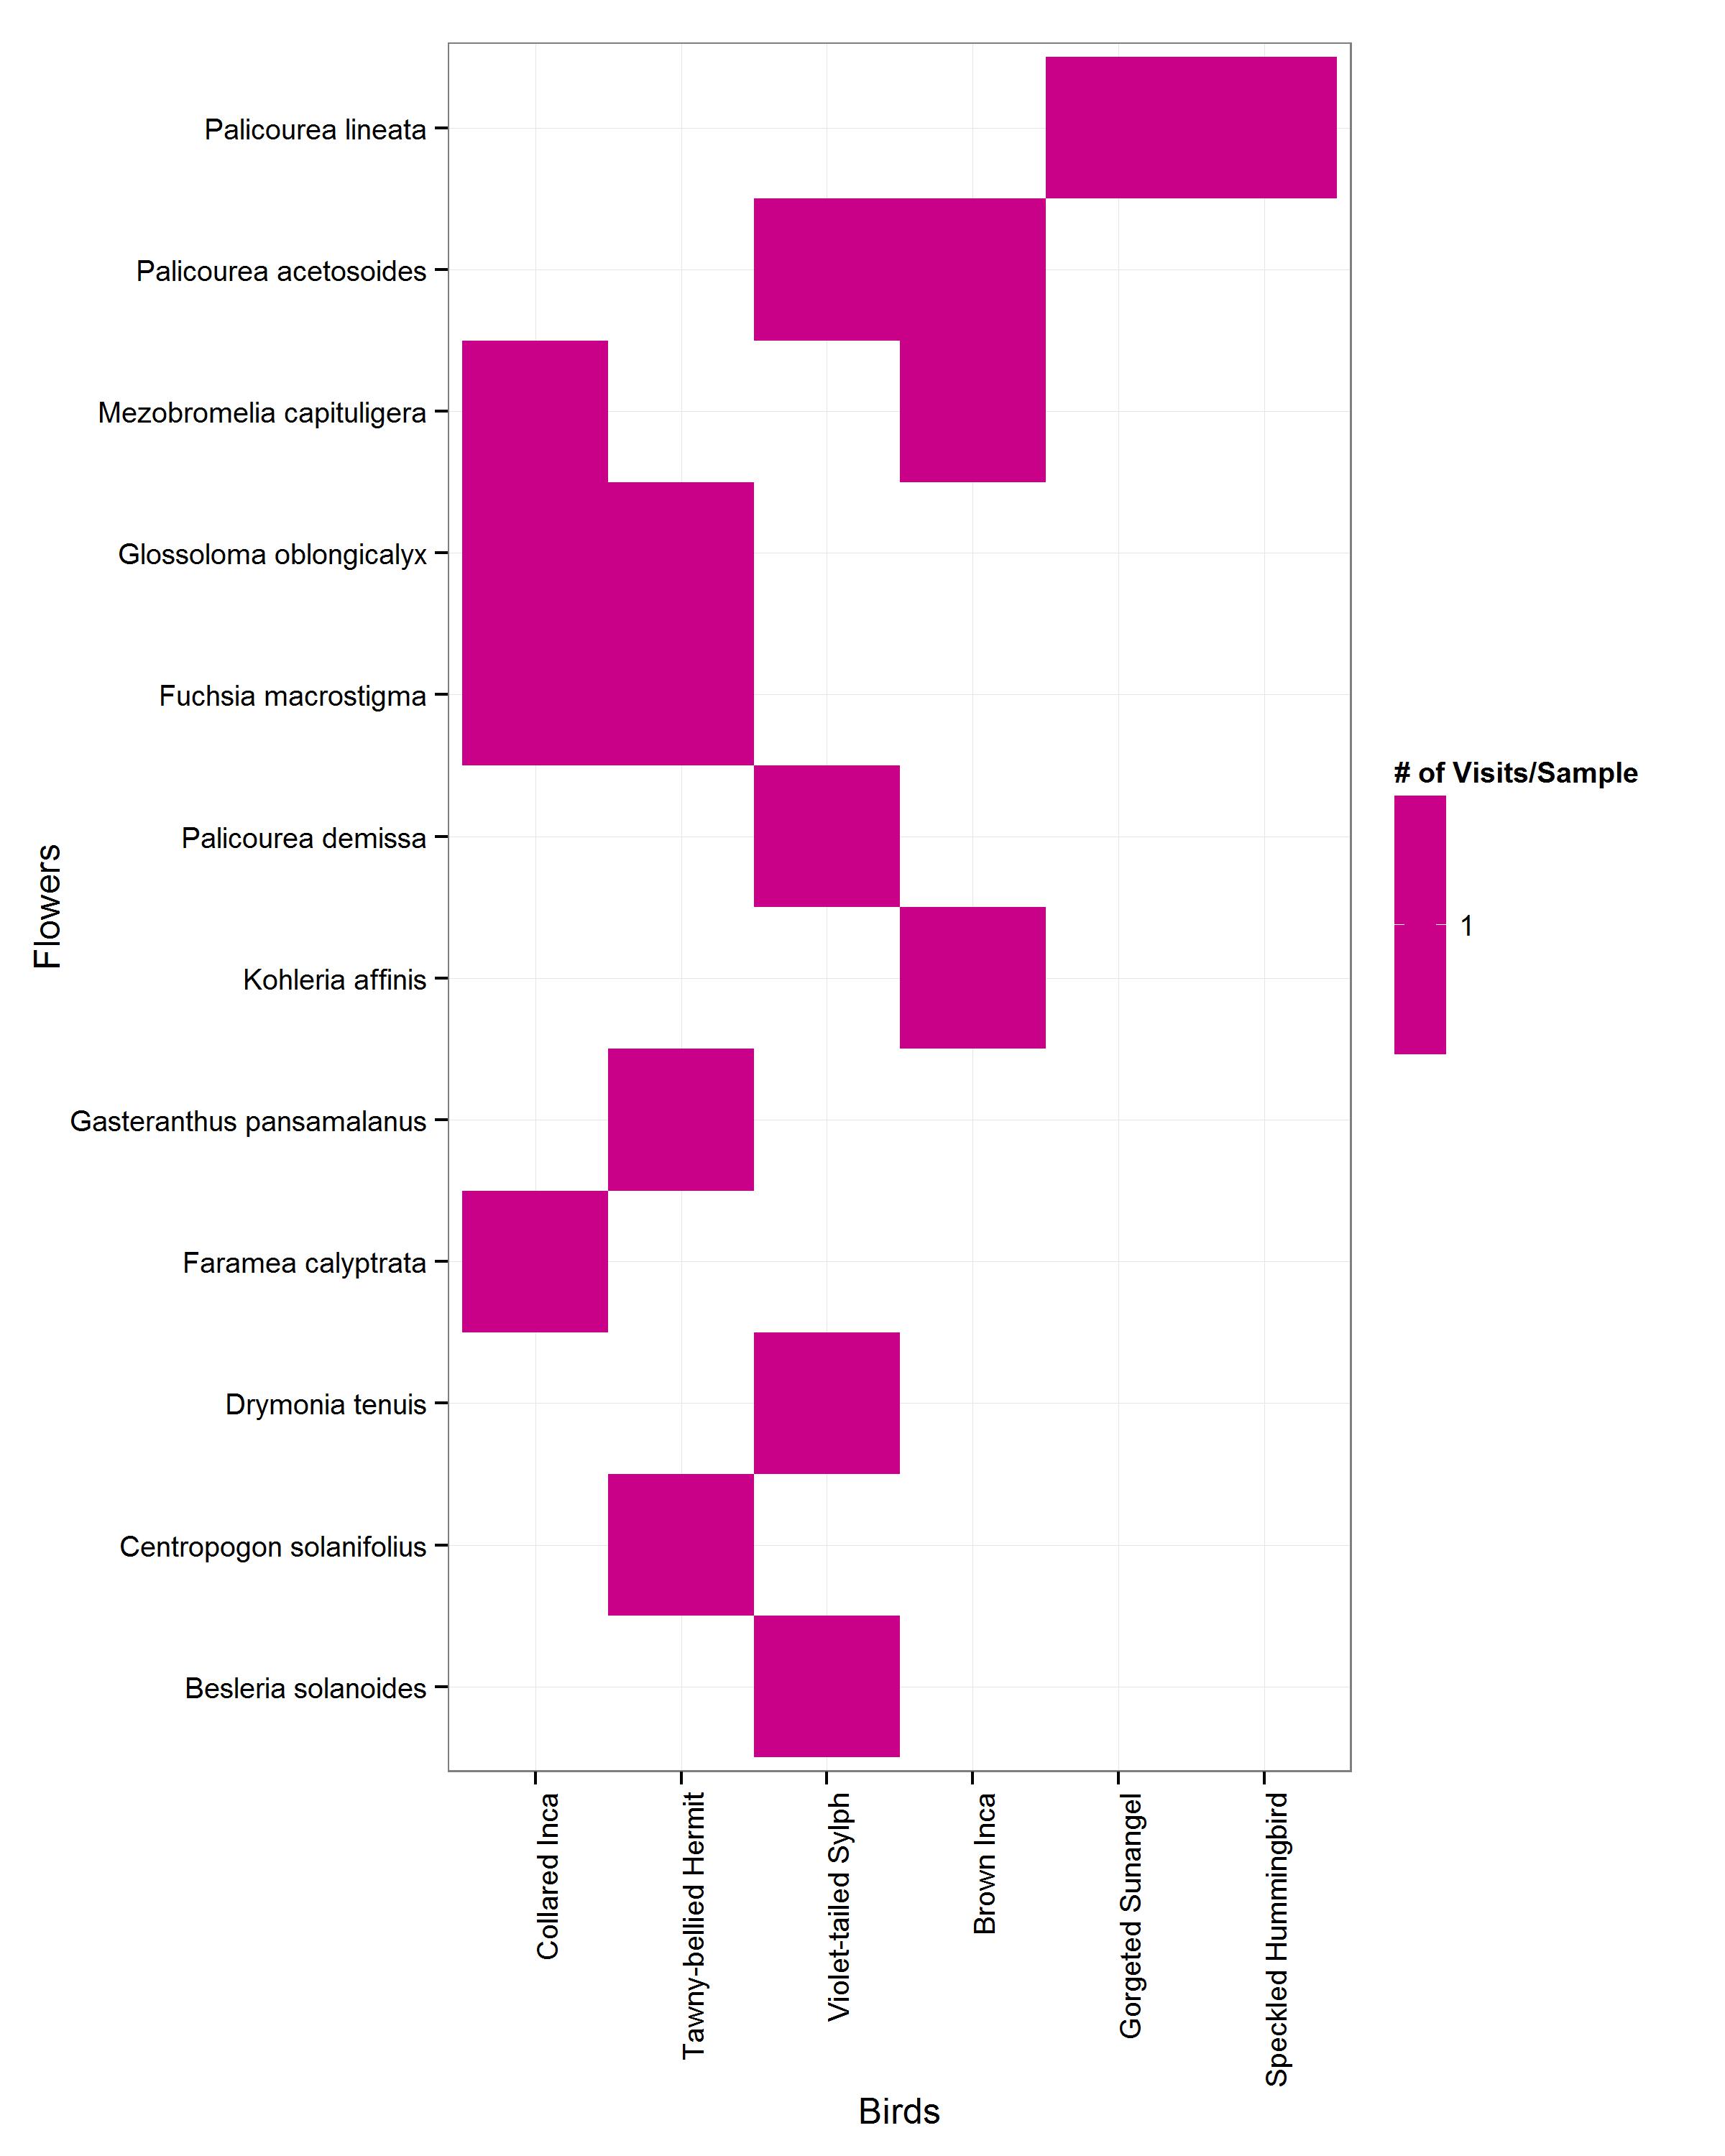 Palicourea lineata
Palicourea acetosoides
Mezobromelia capituligera
Glossoloma oblongicalyx
Fuchsia macrostigma
Palicourea demissa
Kohleria affinis
Gasteranthus pansamalanus
Faramea calyptrata
Drymonia tenuis
Centropogon solanifolius
Besleria solanoides
Flowers
Collared Inca
Tawny-bellied Hermit
Violet-tailed Sylph
Brown Inca
Gorgeted Sunangel
Speckled Hummingbird
Birds
# of Visits/Sample
1